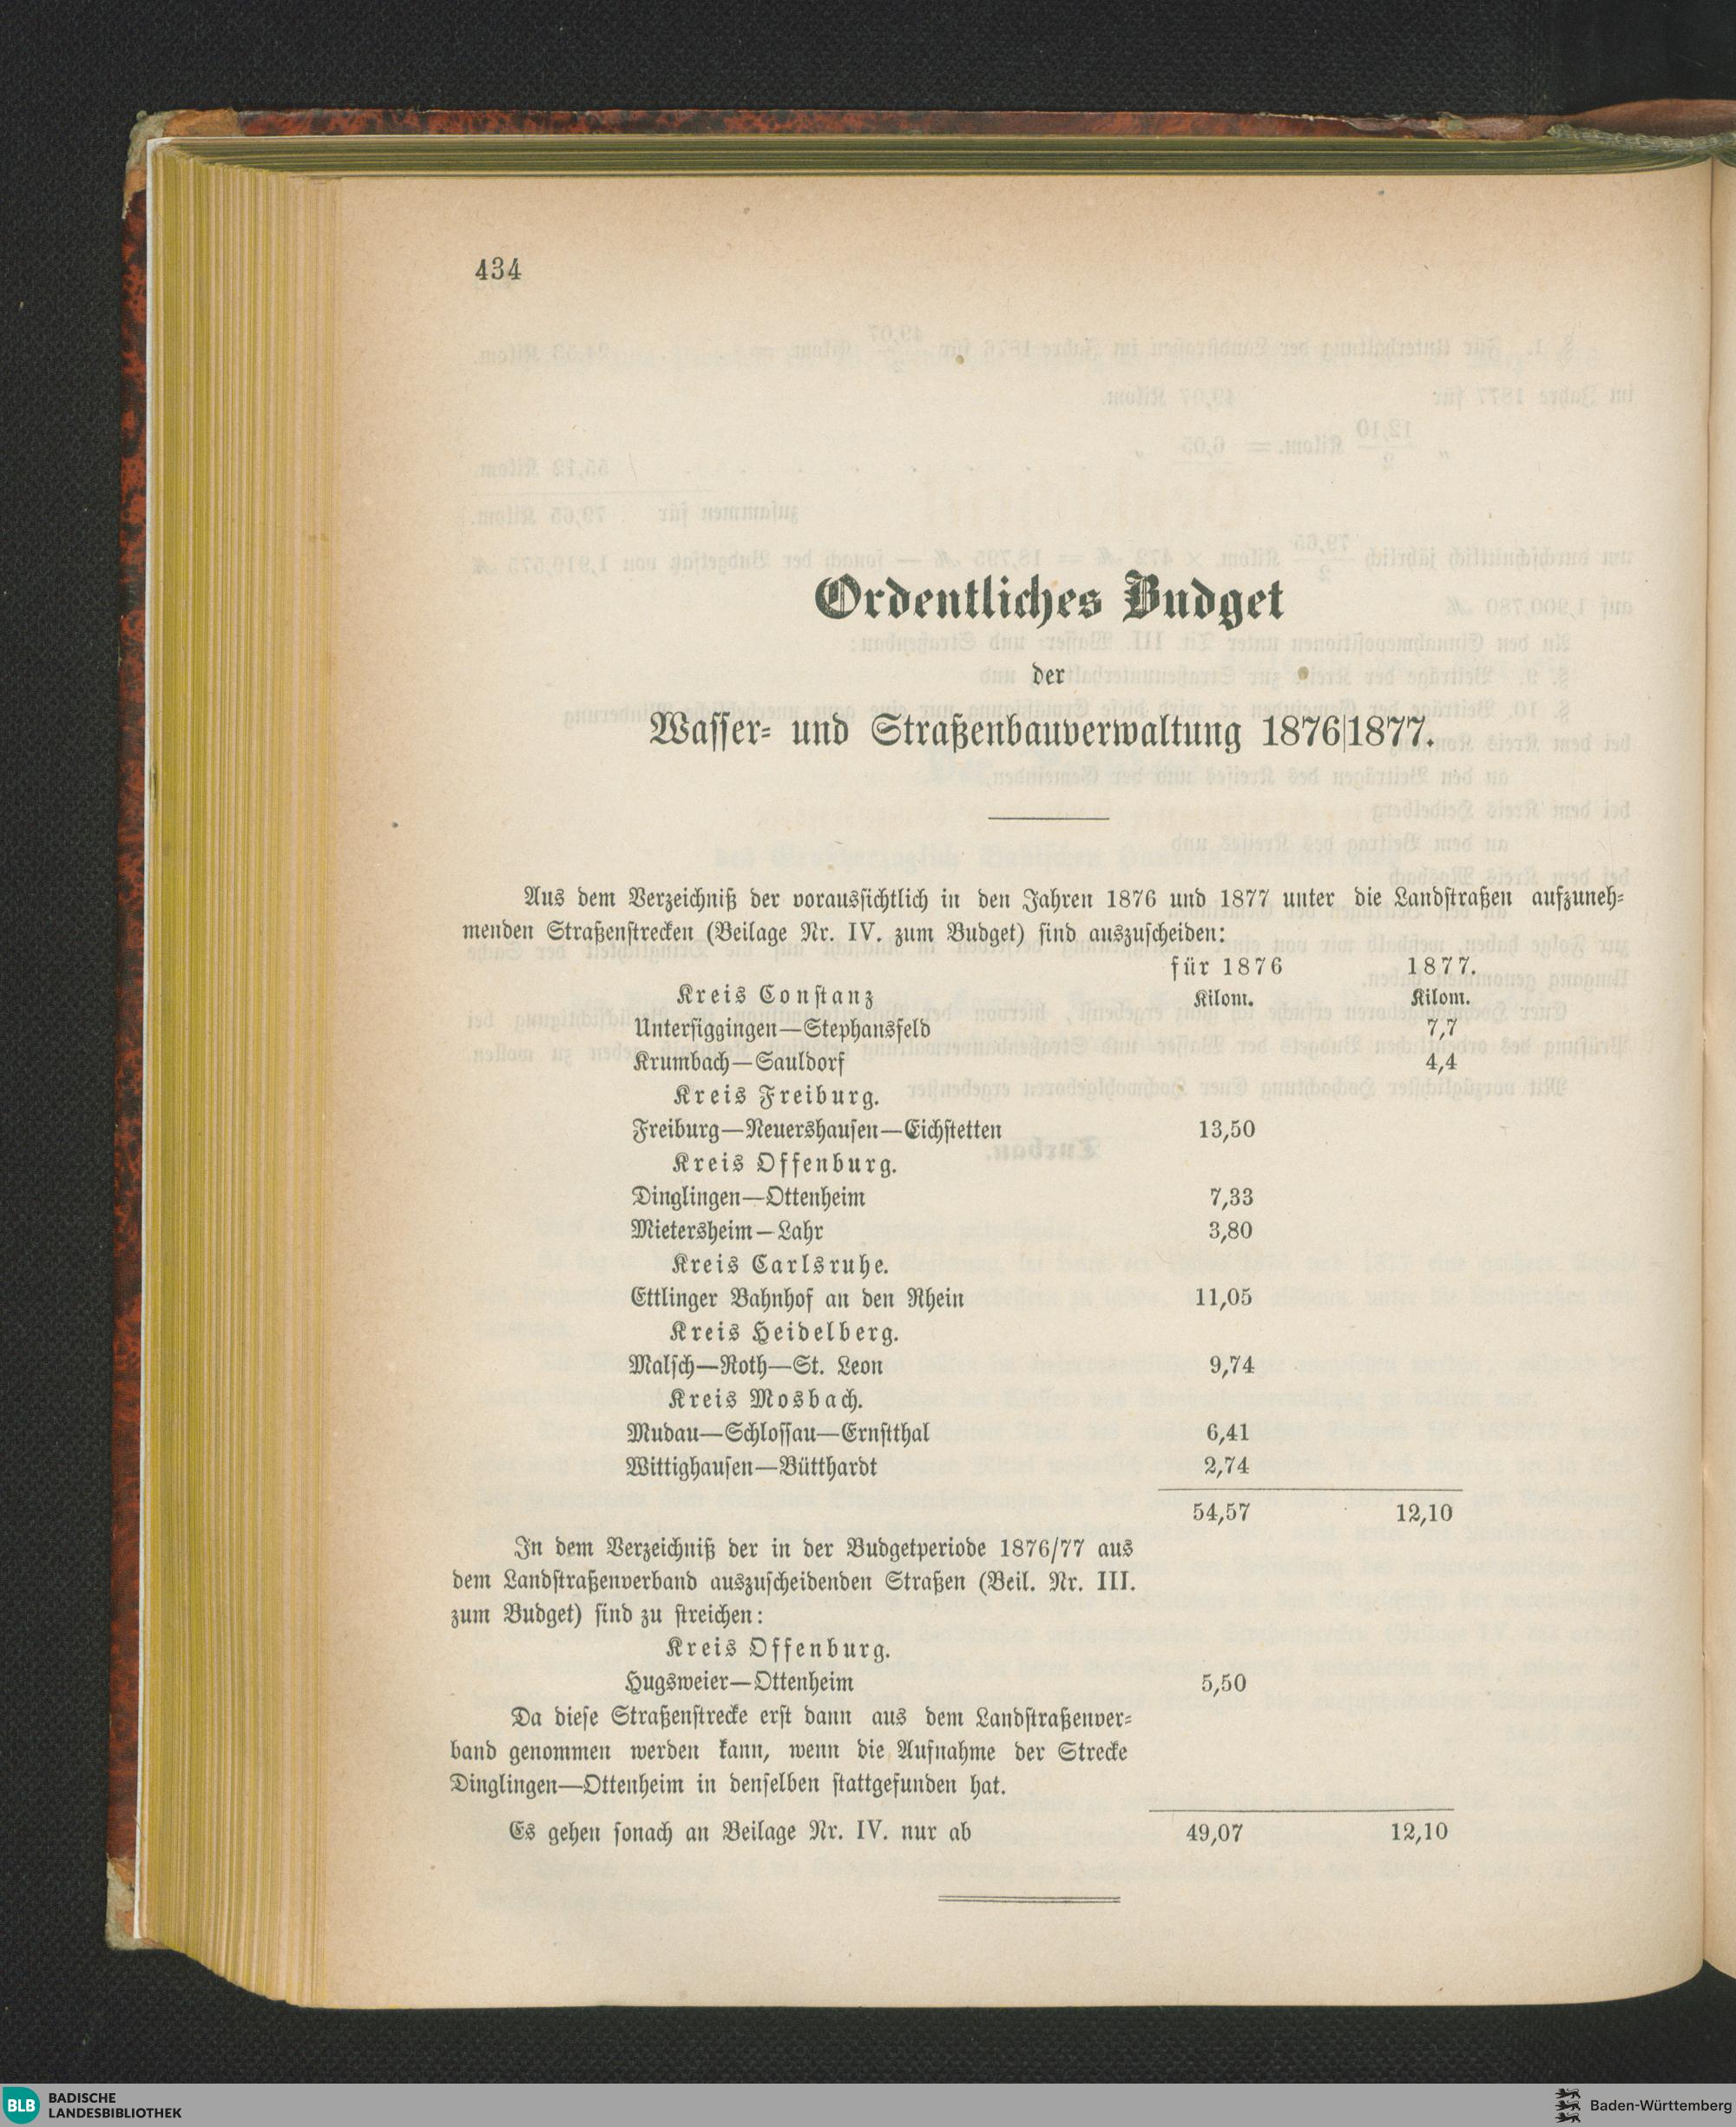 434
Ordentliches Budget
der
Wasser- und Straßenbauverwaltung 1876|1877.
Aus dem Verzeichniß der voraussichtlich in den Jahren 1876 und 1877 unter die Landstraßen aufzuneh-
menden Straßenstrecken (Beilage Nr. IV. zum Budget) sind auszuscheiden:
für 1876 1877.
Kreis Constanz Kilom. Kilom.
Untersiggingen—Stephansfeld 7,7
Krumbach—Sauldorf 4,4
Kreis Freiburg.
Freiburg—Neuershausen—Eichstetten 13,50
Kreis Offenburg.
Dinglingen—Ottenheim 7,33
Mietersheim—Lahr 3,80
Kreis Carlsruhe.
Ettlinger Bahnhof an den Rhein 11,05
Kreis Heidelberg.
Malsch—Roth—St. Leon 9,74
Kreis Mosbach.
Mudau—Schlossau—Ernstthal 6,41
Wittighausen—Bütthardt 2,74
54,57 12,10
In dem Verzeichniß der in der Budgetperiode 1876/77 aus
dem Landstraßenverband auszuscheidenden Straßen (Beil. Nr. III.
zum Budget) sind zu streichen:
Kreis Offenburg.
Hugsweier—Ottenheim 5,50
Da diese Straßenstrecke erst dann aus dem Landstraßenver-
band genommen werden kann, wenn die Aufnahme der Strecke
Dinglingen—Ottenheim in denselben stattgefunden hat.
Es gehen sonach an Beilage Nr. IV. nur ab 49,07 12,10
BLB BADISCHE
LANDESBIBLIOTHEK
Baden-Württemberg